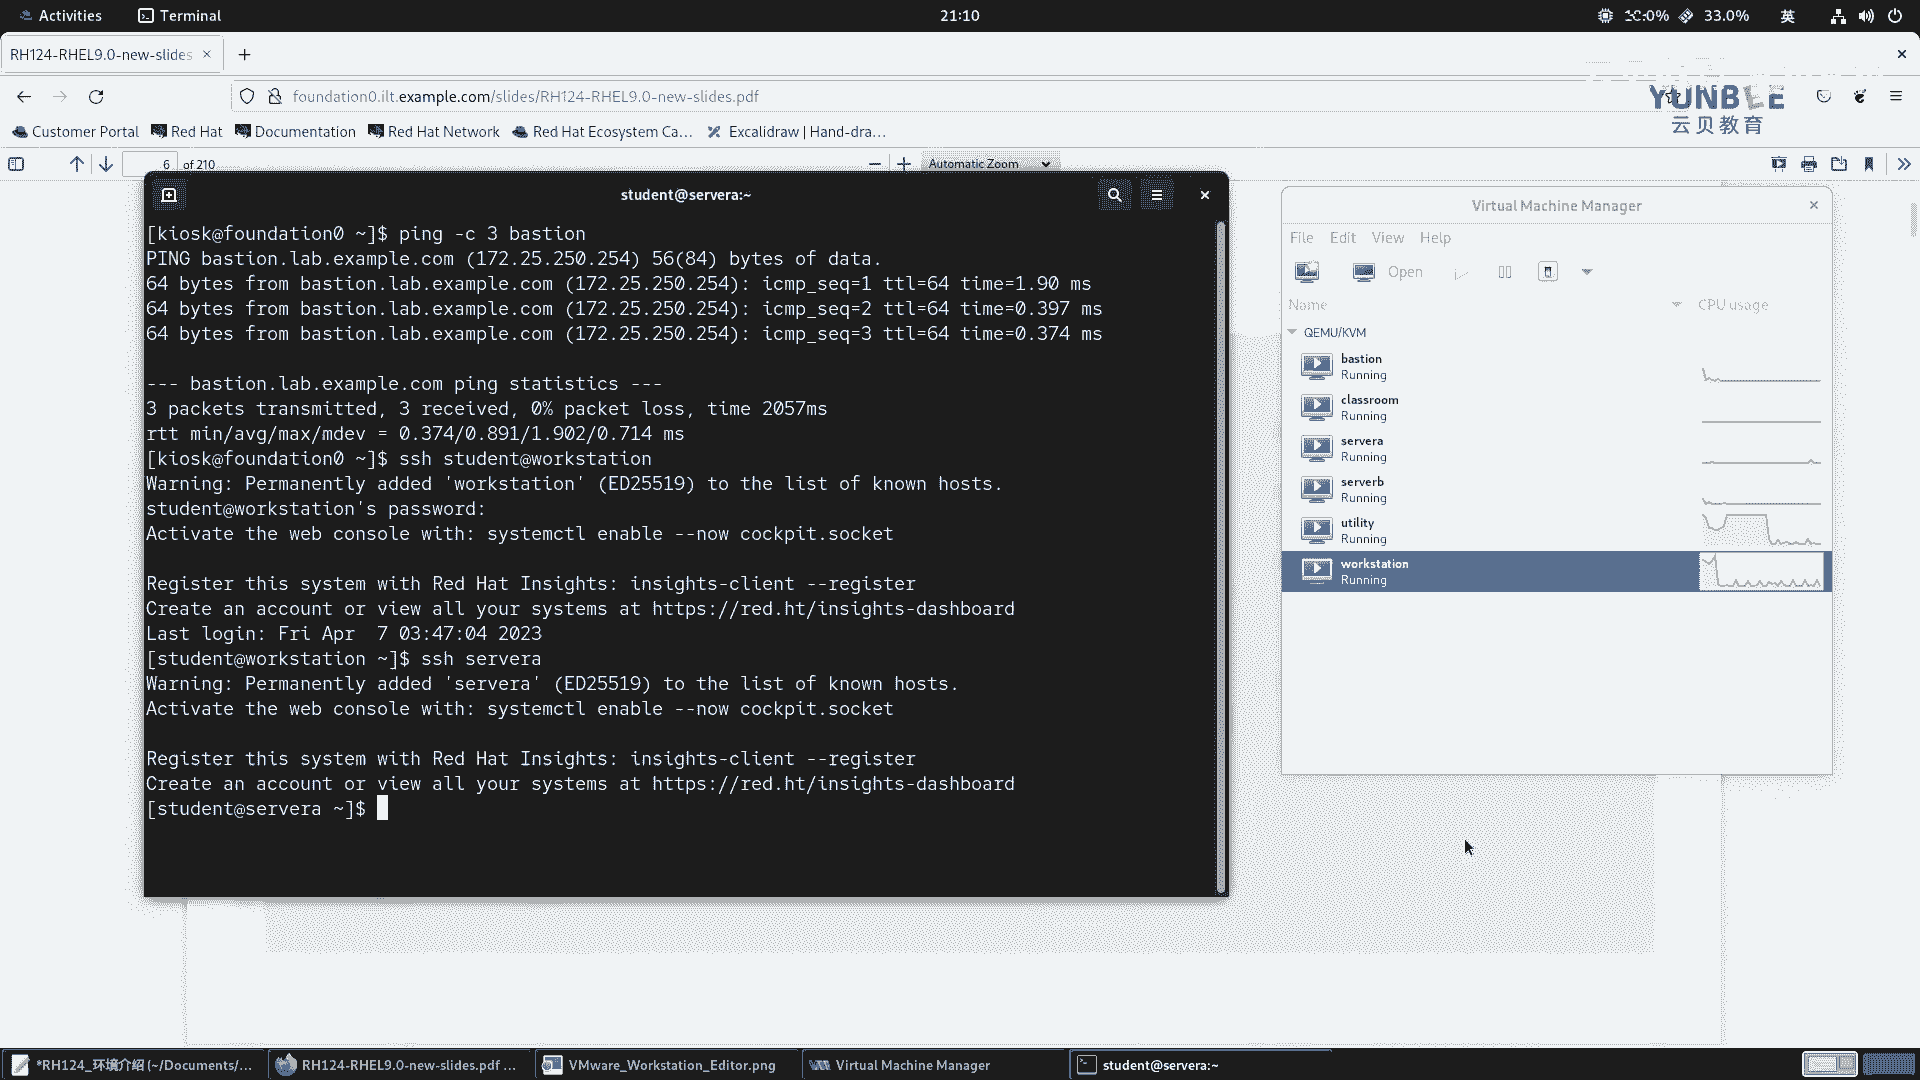 Activities
Terminal
21:10
33.0%
英
RH124-RHEL9.0-new-slides
foundation0.ilt.example.com/slides/RH124-RHEL9.0-new-slides.pdf
YUNBEE
云贝教育
Customer Portal
Red Hat
Documentation
Red Hat Network
Red Hat Ecosystem Ca…
Excalidraw | Hand-dra…
6 of 210
Automatic Zoom
student@servera:~
[kiosk@foundation0 ~]$ ping -c 3 bastion
PING bastion.lab.example.com (172.25.250.254) 56(84) bytes of data.
64 bytes from bastion.lab.example.com (172.25.250.254): icmp_seq=1 ttl=64 time=1.90 ms
64 bytes from bastion.lab.example.com (172.25.250.254): icmp_seq=2 ttl=64 time=0.397 ms
64 bytes from bastion.lab.example.com (172.25.250.254): icmp_seq=3 ttl=64 time=0.374 ms
--- bastion.lab.example.com ping statistics ---
3 packets transmitted, 3 received, 0% packet loss, time 2057ms
rtt min/avg/max/mdev = 0.374/0.891/1.902/0.714 ms
[kiosk@foundation0 ~]$ ssh student@workstation
Warning: Permanently added 'workstation' (ED25519) to the list of known hosts.
student@workstation's password:
Activate the web console with: systemctl enable --now cockpit.socket
Register this system with Red Hat Insights: insights-client --register
Create an account or view all your systems at https://red.ht/insights-dashboard
Last login: Fri Apr  7 03:47:04 2023
[student@workstation ~]$ ssh servera
Warning: Permanently added 'servera' (ED25519) to the list of known hosts.
Activate the web console with: systemctl enable --now cockpit.socket
Register this system with Red Hat Insights: insights-client --register
Create an account or view all your systems at https://red.ht/insights-dashboard
[student@servera ~]$
Virtual Machine Manager
File Edit View Help
Open
Name
CPU usage
QEMU/KVM
bastion
Running
classroom
Running
servera
Running
serverb
Running
utility
Running
workstation
Running
*RH124_环境介绍 (~/Documents/…
RH124-RHEL9.0-new-slides.pdf …
VMware_Workstation_Editor.png
Virtual Machine Manager
student@servera:~